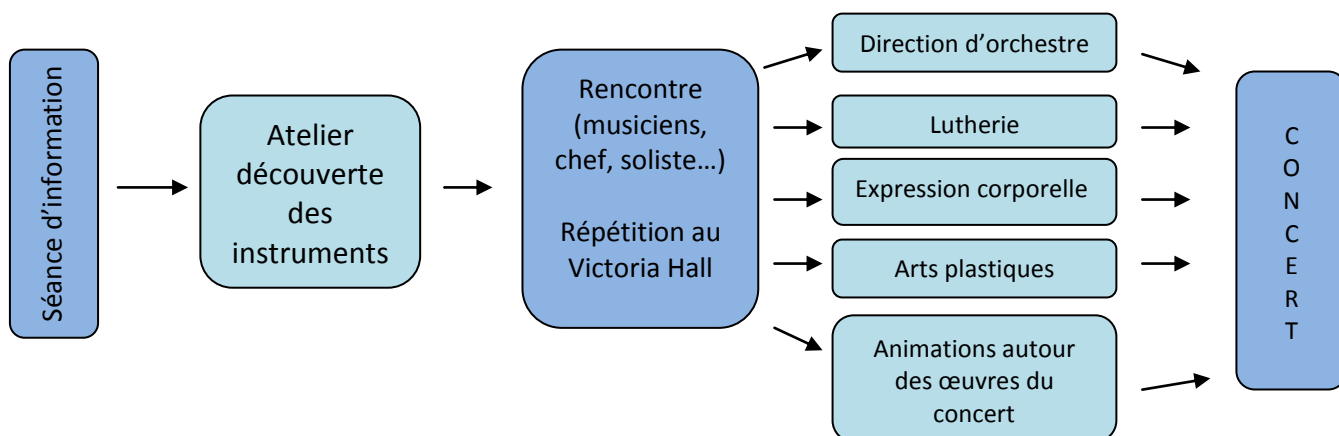 Séance d’information
Atelier
découverte
des
instruments
Rencontre
(musiciens,
chef, soliste…)
Répétition au
Victoria Hall
Direction d’orchestre
Lutherie
Expression corporelle
Arts plastiques
Animations autour
des œuvres du
concert
C
O
N
C
E
R
T